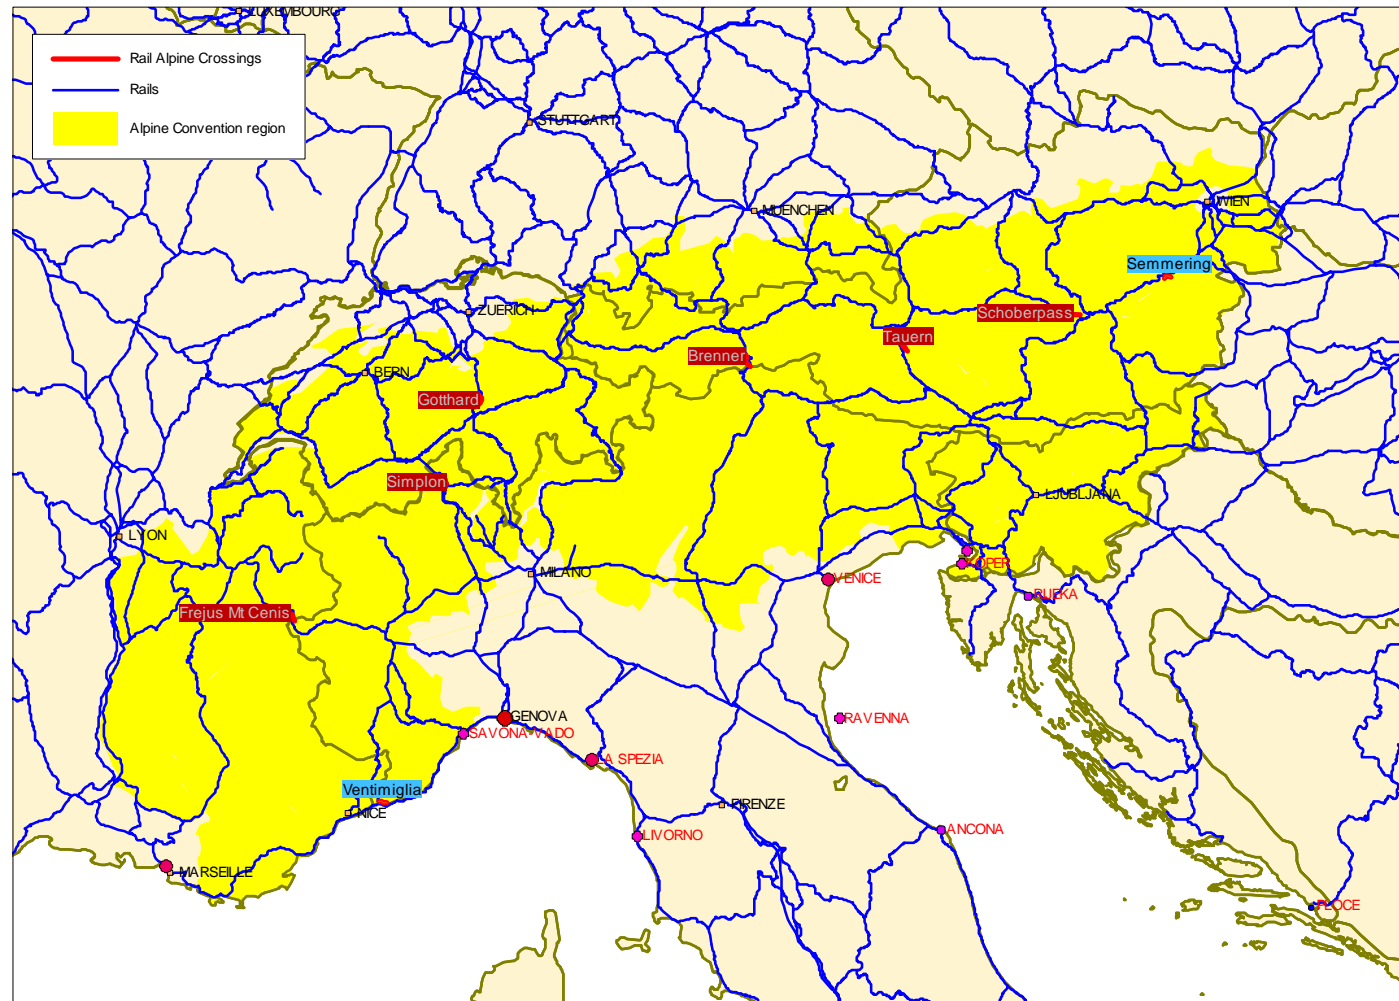 LUXEMBOURG
Rail Alpine Crossings
Rails
Alpine Convention region
STUTTGART
MUENCHEN
WIEN
Semmering
ZUERICH
Schoberpass
Tauern
Brenner
BERN
Gotthard
Simplon
LJUBLJANA
LYON
MILANO
KOPER
VENICE
RIJEKA
Frejus Mt Cenis
GENOVA
RAVENNA
SAVONA-VADO
LA SPEZIA
Ventimiglia
FIRENZE
NICE
LIVORNO
ANCONA
MARSEILLE
PLOCE